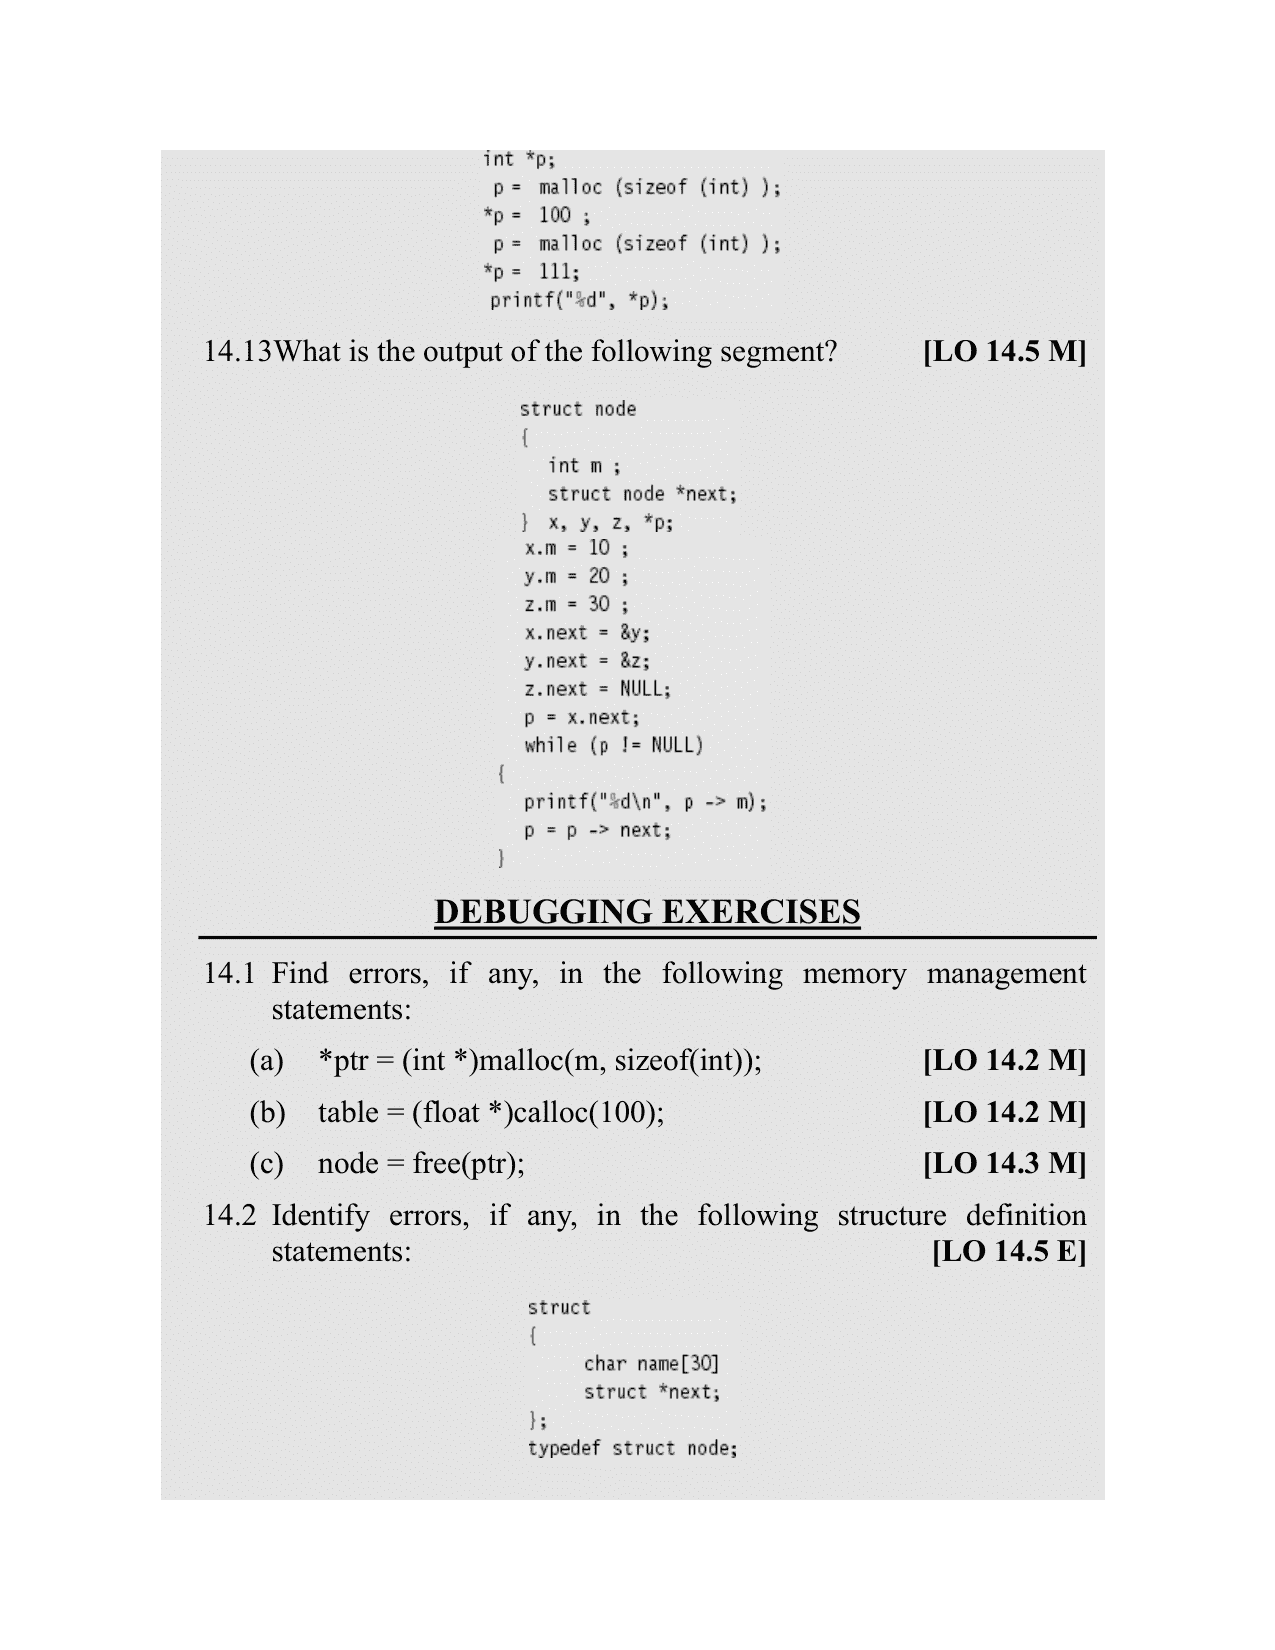 int *p;
p = malloc (sizeof (int) );
*p = 100 ;
p = malloc (sizeof (int) );
*p = 111;
printf("%d", *p);
14.13What is the output of the following segment? [LO 14.5 M]
struct node
{
int m ;
struct node *next;
} x, y, z, *p;
x.m = 10 ;
y.m = 20 ;
z.m = 30 ;
x.next = &y;
y.next = &z;
z.next = NULL;
p = x.next;
while (p != NULL)
{
printf("%d\n", p -> m);
p = p -> next;
}
DEBUGGING EXERCISES
14.1 Find errors, if any, in the following memory management
statements:
(a) *ptr = (int *)malloc(m, sizeof(int)); [LO 14.2 M]
(b) table = (float *)calloc(100); [LO 14.2 M]
(c) node = free(ptr); [LO 14.3 M]
14.2 Identify errors, if any, in the following structure definition
statements: [LO 14.5 E]
struct
{
char name[30]
struct *next;
};
typedef struct node;